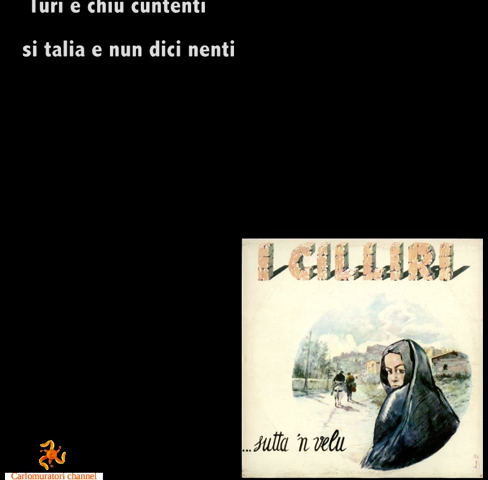 Turi è chiù cuntenti
si talia e nun dici nenti
I CILLIRI
...sutta 'n velu
Carlomuratori channel